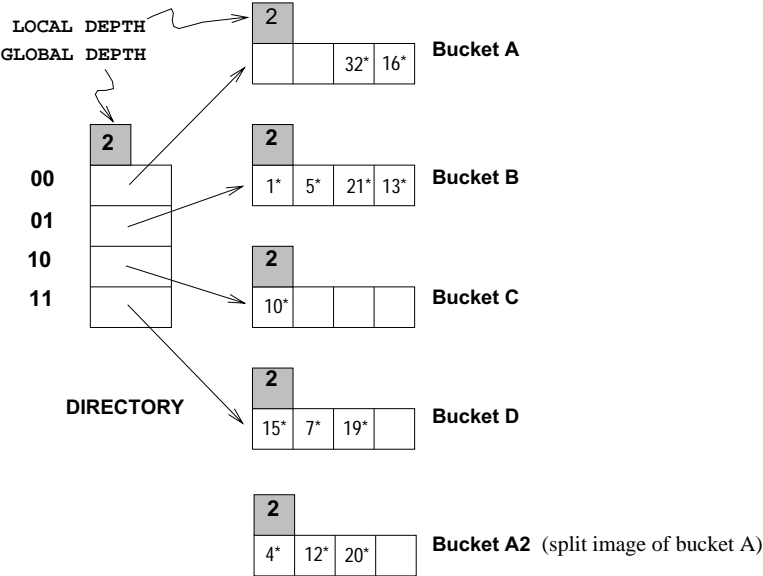 LOCAL DEPTH
GLOBAL DEPTH
2
32* 16*
Bucket A
2
00
01
10
11
DIRECTORY
2
1* 5* 21* 13*
Bucket B
2
10*
Bucket C
2
15* 7* 19*
Bucket D
2
4* 12* 20*
Bucket A2 (split image of bucket A)